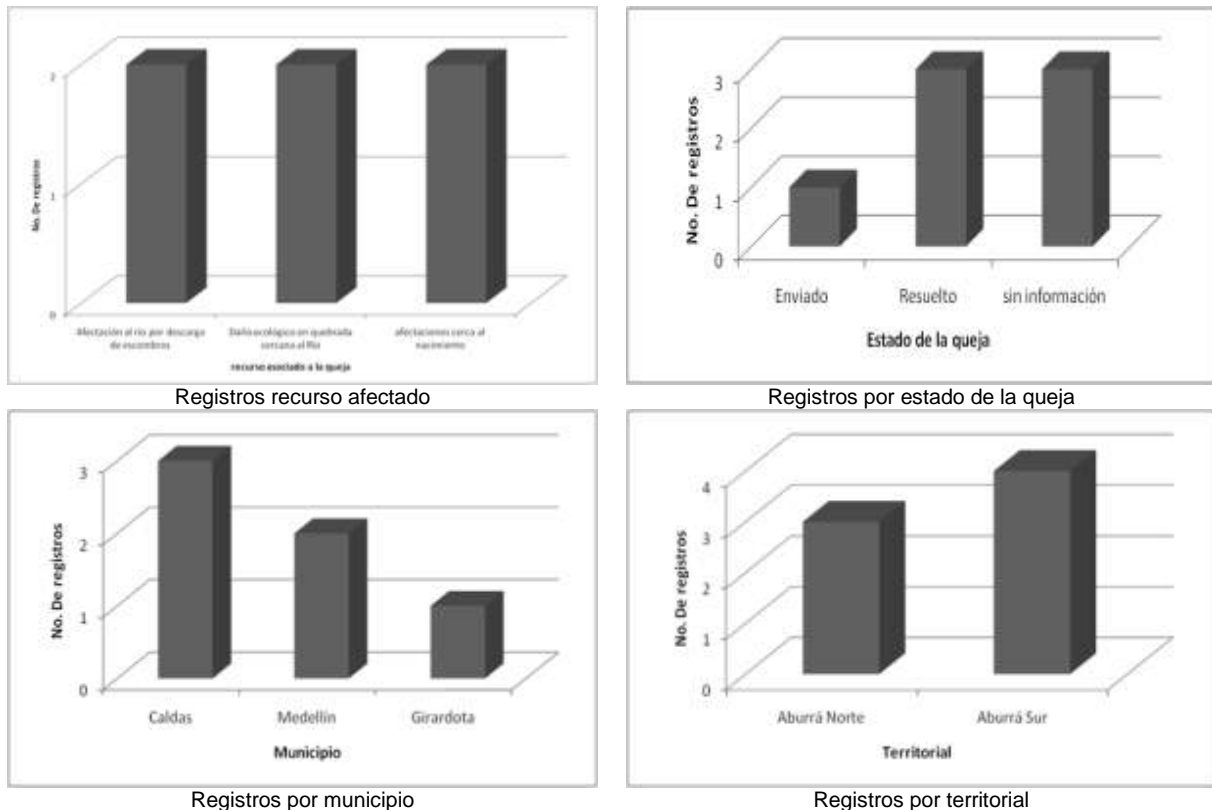 No. De registros
2
1
0
Afectación al río por descarga
de escombros
Daño ecológico en quebrada
cercana al Río
afectaciones cerca al
nacimiento
recurso asociado a la queja
Registros recurso afectado
No. De registros
3
2
1
0
Enviado
Resuelto
sin información
Estado de la queja
Registros por estado de la queja
No. De registros
3
2
1
0
Caldas
Medellín
Girardota
Municipio
Registros por municipio
No. De registros
4
3
2
1
0
Aburrá Norte
Aburrá Sur
Territorial
Registros por territorial